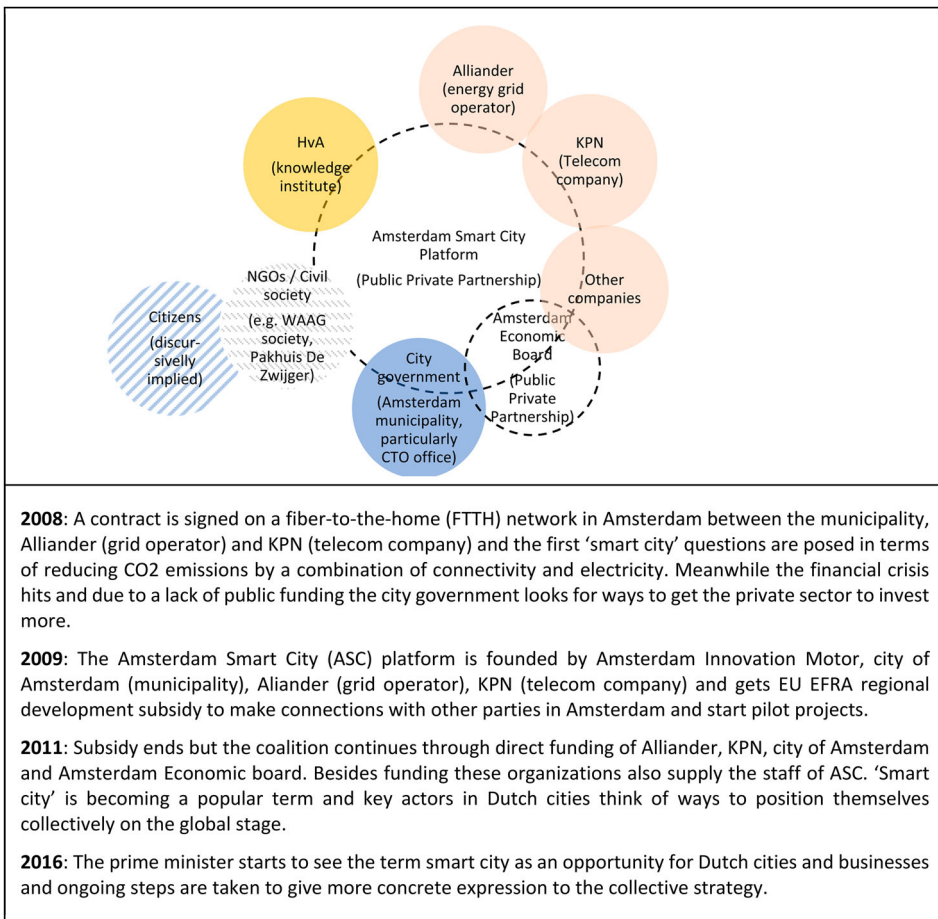 Alliander
(energy grid
operator)
KPN
(Telecom
company)
HvA
(knowledge
institute)
Amsterdam Smart City
Platform
(Public Private Partnership)
Other
companies
NGOs / Civil
society
(e.g. WAAG
society,
Pakhuis De
Zwijger)
Citizens
(discur-
sivelly
implied)
Amsterdam
Economic
Board
(Public
Private
Partnership)
City
government
(Amsterdam
municipality,
particularly
CTO office)
2008: A contract is signed on a fiber-to-the-home (FTTH) network in Amsterdam between the municipality,
Alliander (grid operator) and KPN (telecom company) and the first ‘smart city’ questions are posed in terms
of reducing CO2 emissions by a combination of connectivity and electricity. Meanwhile the financial crisis
hits and due to a lack of public funding the city government looks for ways to get the private sector to invest
more.
2009: The Amsterdam Smart City (ASC) platform is founded by Amsterdam Innovation Motor, city of
Amsterdam (municipality), Aliander (grid operator), KPN (telecom company) and gets EU EFRA regional
development subsidy to make connections with other parties in Amsterdam and start pilot projects.
2011: Subsidy ends but the coalition continues through direct funding of Alliander, KPN, city of Amsterdam
and Amsterdam Economic board. Besides funding these organizations also supply the staff of ASC. ‘Smart
city’ is becoming a popular term and key actors in Dutch cities think of ways to position themselves
collectively on the global stage.
2016: The prime minister starts to see the term smart city as an opportunity for Dutch cities and businesses
and ongoing steps are taken to give more concrete expression to the collective strategy.